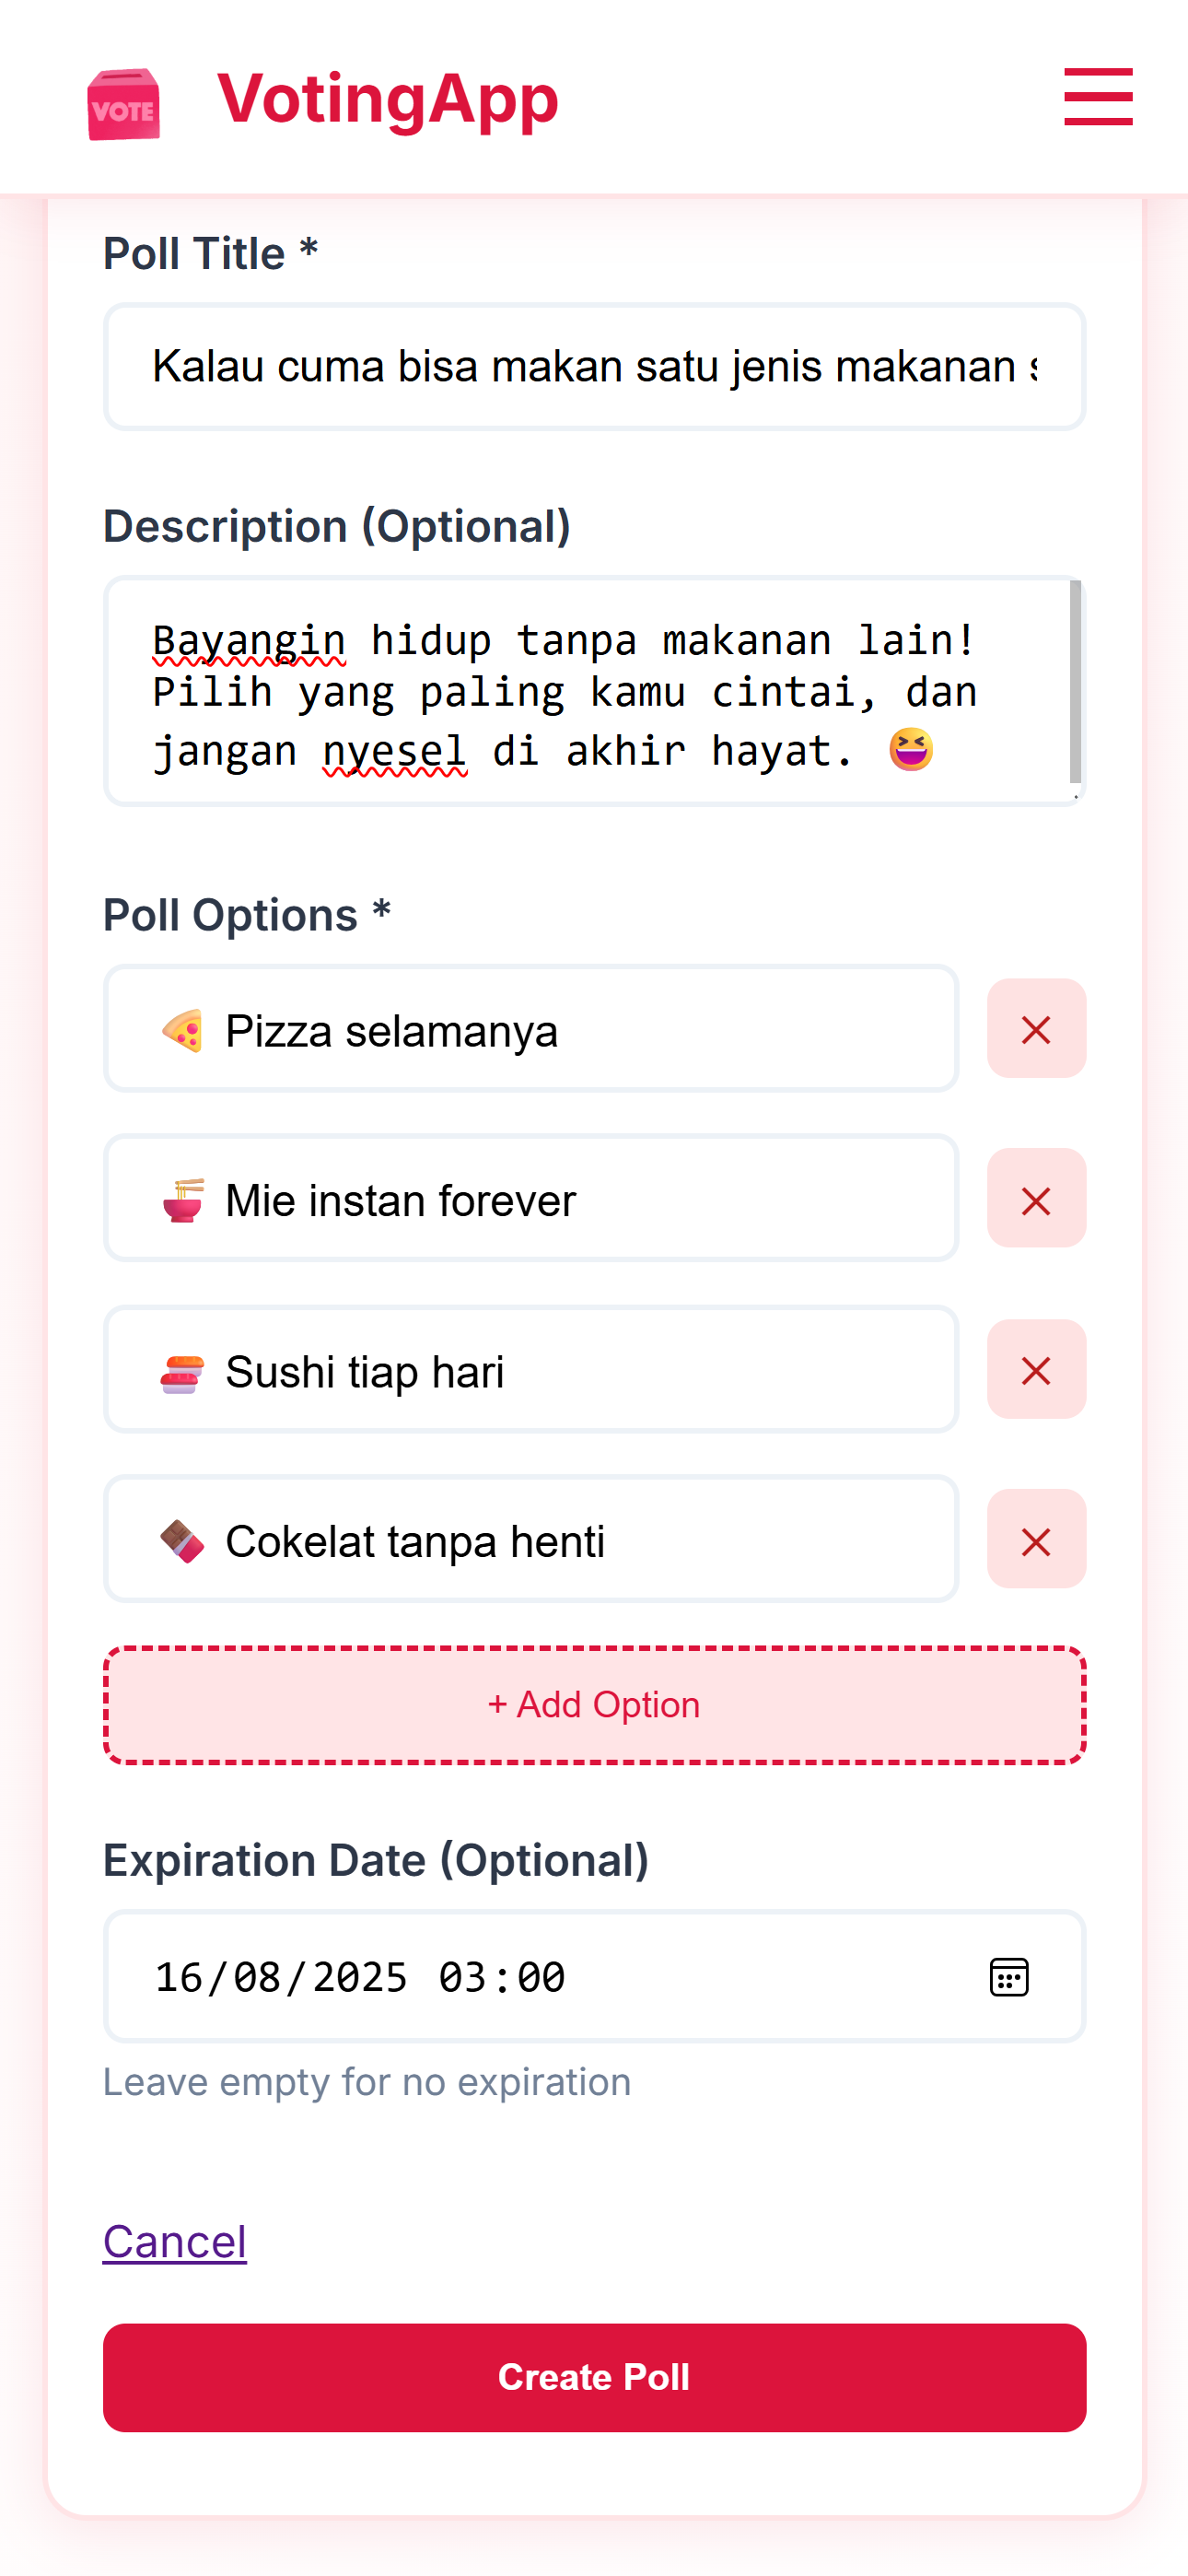 VOTE
VotingApp
Poll Title *
Kalau cuma bisa makan satu jenis makanan
Description (Optional)
Bayangin hidup tanpa makanan lain!
Pilih yang paling kamu cintai, dan
jangan nyesel di akhir hayat. 😆
Poll Options *
🍕 Pizza selamanya
🍜 Mie instan forever
🍣 Sushi tiap hari
🍫 Cokelat tanpa henti
+ Add Option
Expiration Date (Optional)
16/08/2025 03:00
Leave empty for no expiration
Cancel
Create Poll